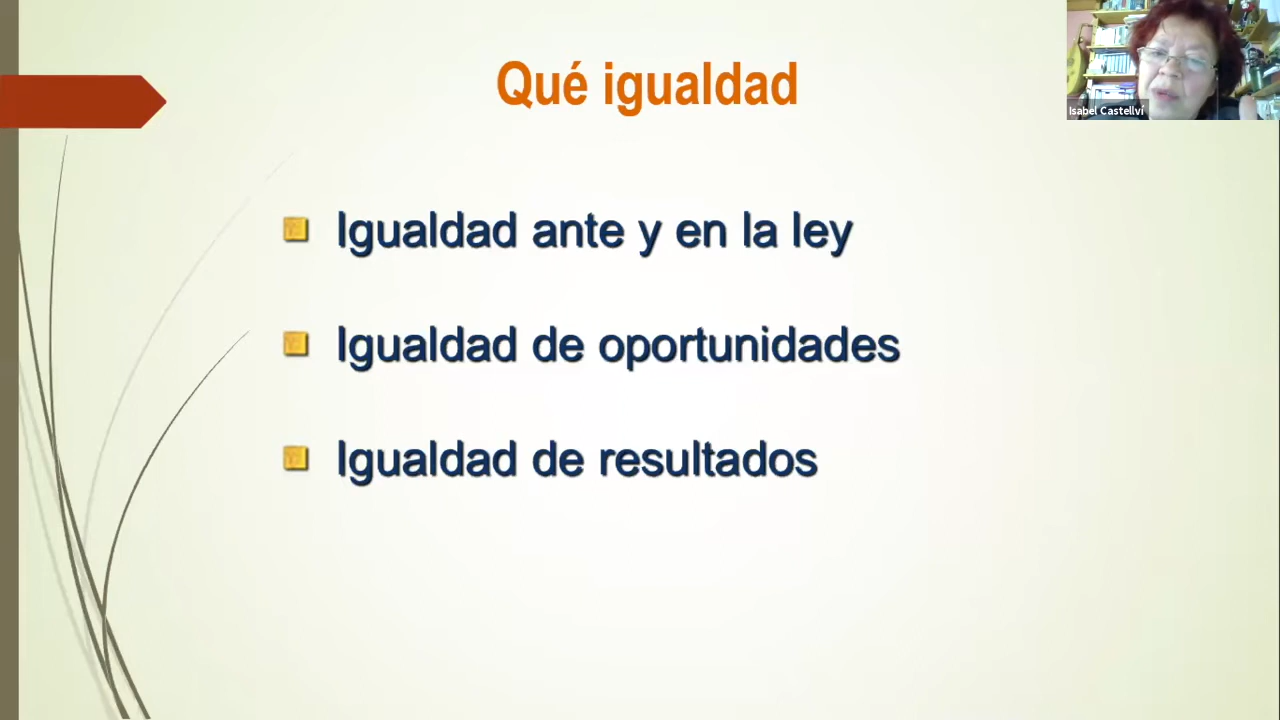 Qué igualdad
Isabel Castellví
Igualdad ante y en la ley
Igualdad de oportunidades
Igualdad de resultados